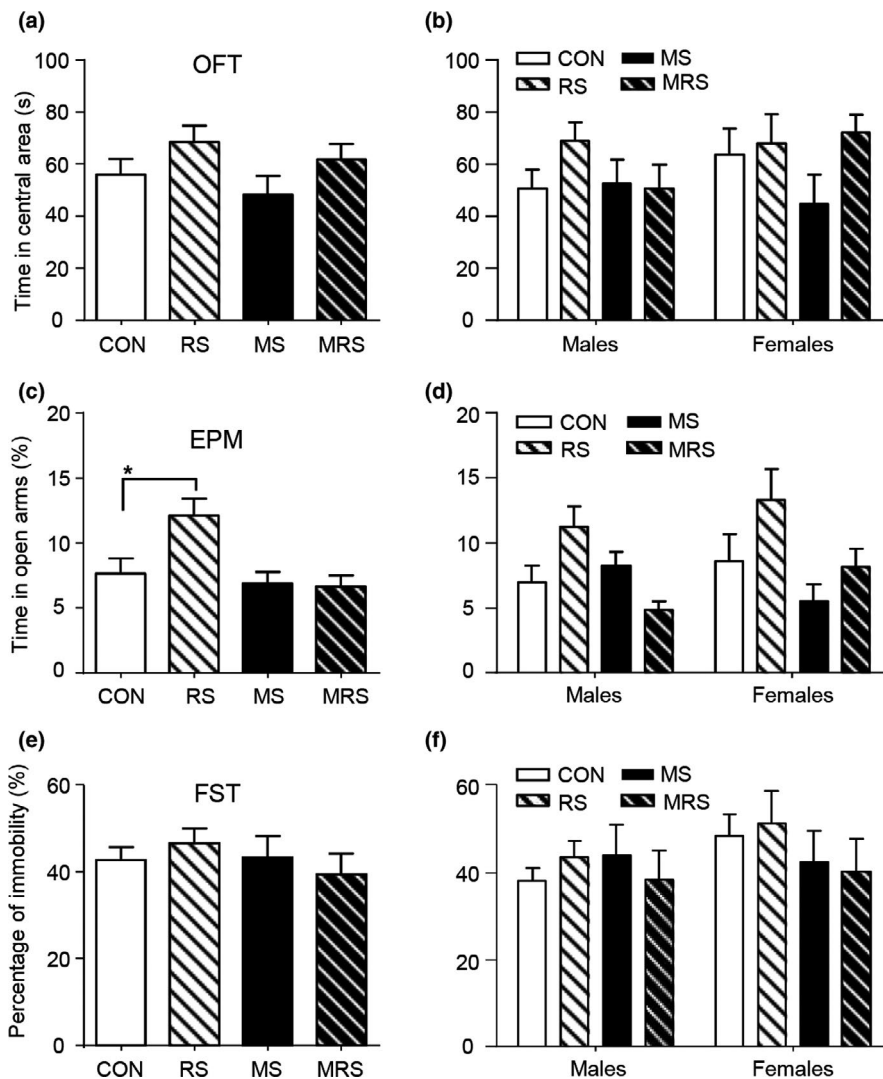 (a)
OFT
Time in central area (s)
100
80
60
40
20
0
CON RS MS MRS
(b)
CON MS
RS MRS
100
80
60
40
20
0
Males Females
(c)
EPM
Time in open arms (%)
20
15
10
5
0
*
CON RS MS MRS
(d)
CON MS
RS MRS
20
15
10
5
0
Males Females
(e)
FST
Percentage of immobility (%)
60
40
20
0
CON RS MS MRS
(f)
CON MS
RS MRS
60
40
20
0
Males Females